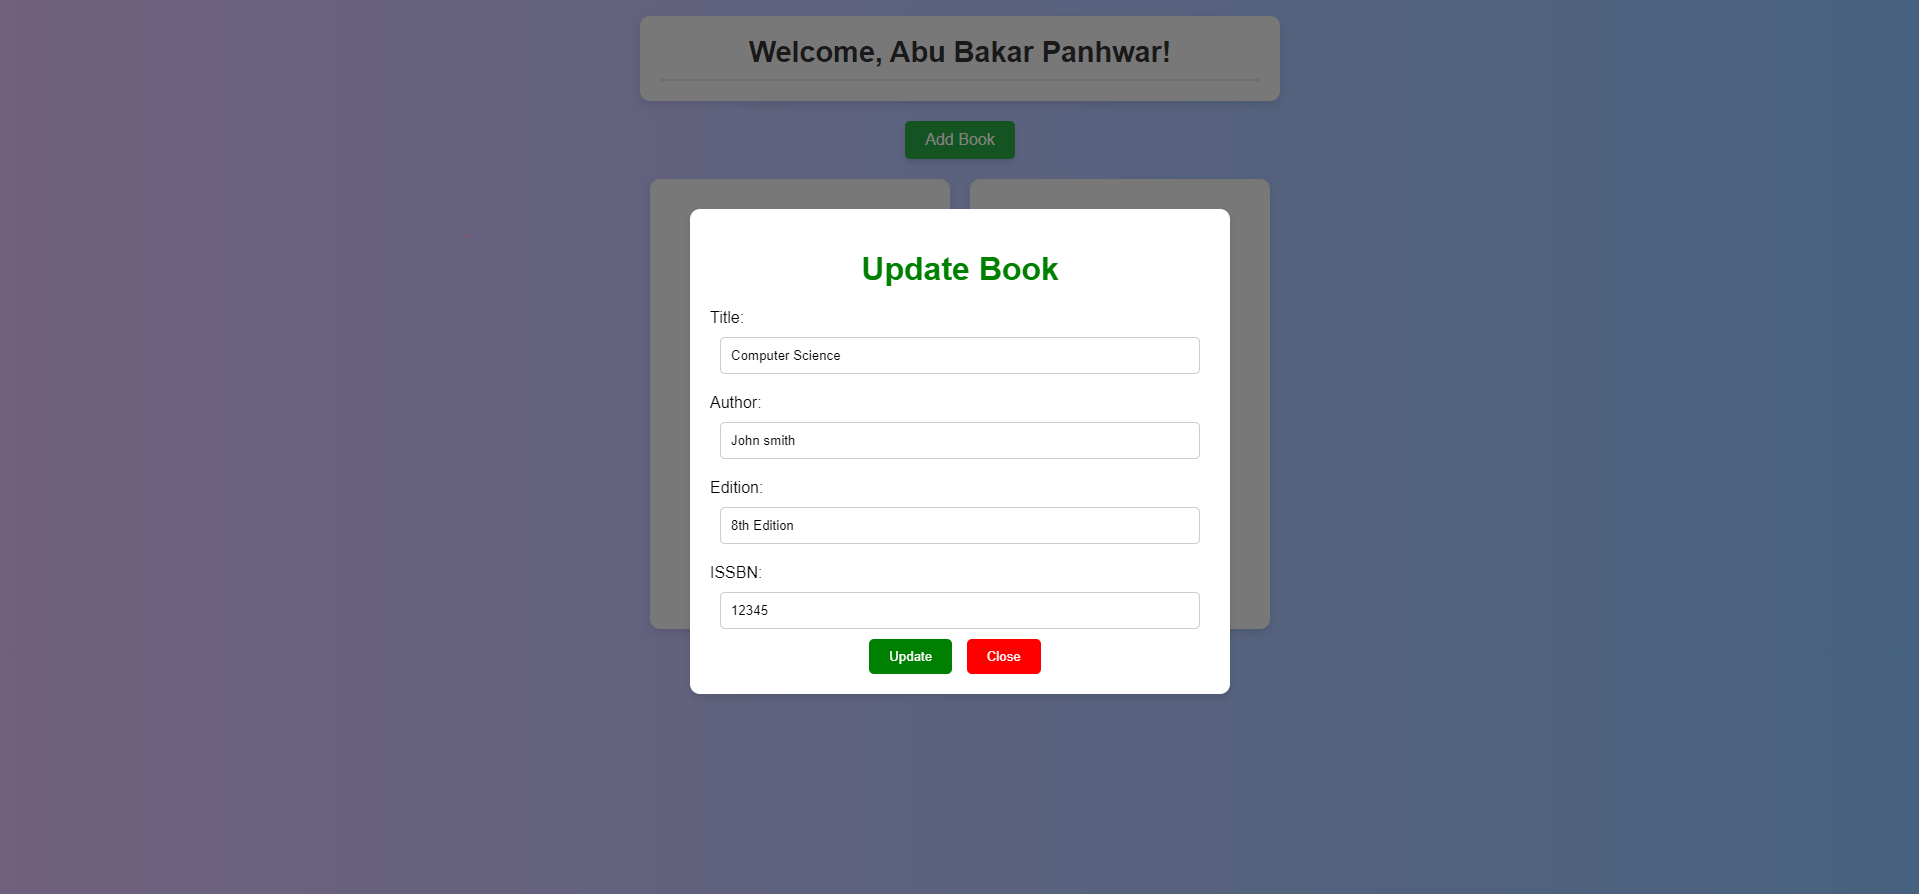 Welcome, Abu Bakar Panhwar!
Add Book
Update Book
Title:
Computer Science
Author:
John smith
Edition:
8th Edition
ISSBN:
12345
Update
Close